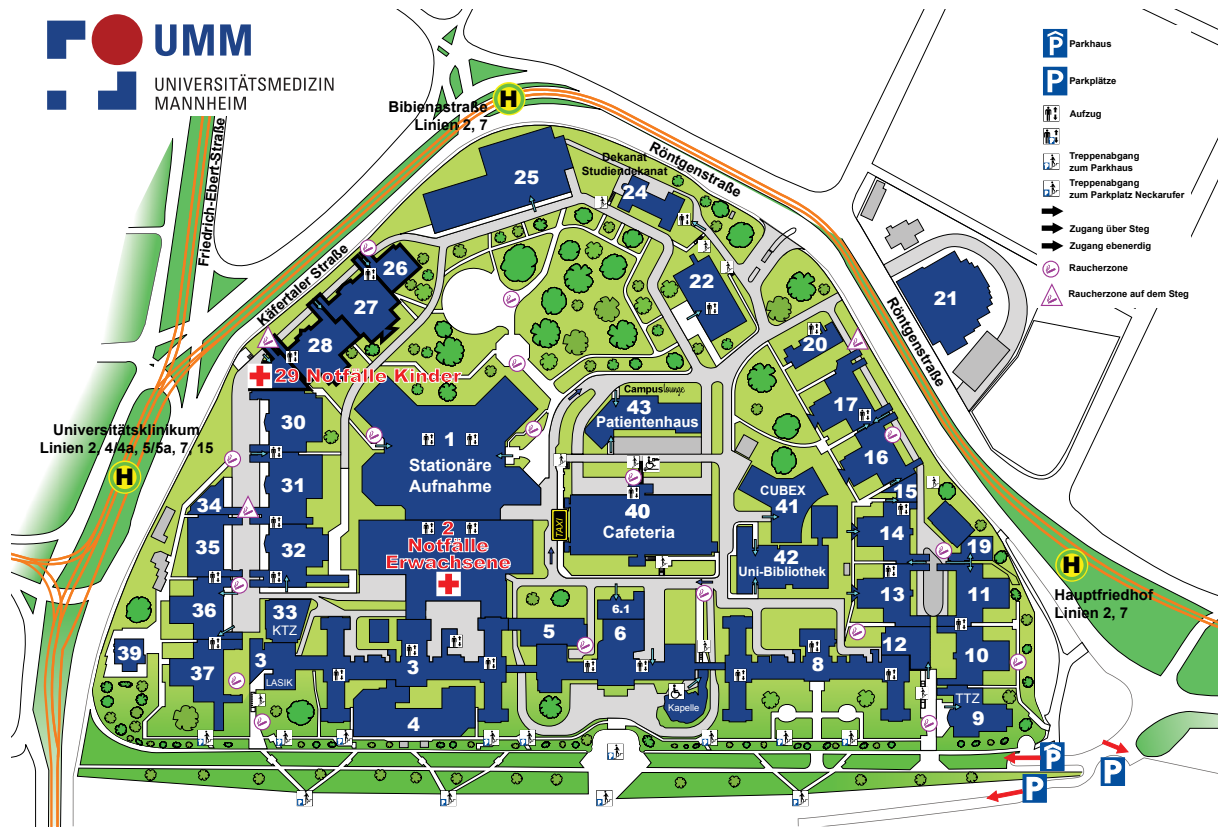 UMM
UNIVERSITÄTSMEDIZIN
MANNHEIM
Bibienastraße
Linien 2, 7
H
Friedrich-Ebert-Straße
Käfertaler Straße
Röntgenstraße
Röntgenstraße
Dekanat
Studiendekanat
P
Parkhaus
P
Parkplätze
Aufzug
Treppenabgang
zum Parkhaus
Treppenabgang
zum Parkplatz Neckarufer
Zugang über Steg
Zugang ebenerdig
Raucherzone
Raucherzone auf dem Steg
25
24
26
27
28
22
21
20
29 Notfälle Kinder
Universitätsklinikum
Linien 2, 4/4a, 5/5a, 7, 15
H
30
31
32
34
35
36
37
39
33
KTZ
1
Stationäre
Aufnahme
2
Notfälle
Erwachsene
Campus lounge
43
Patientenhaus
TAXI
40
Cafeteria
CUBEX
41
42
Uni-Bibliothek
17
16
15
14
19
13
11
12
10
TTZ
9
H
Hauptfriedhof
Linien 2, 7
3
LASIK
3
4
5
6.1
6
Kapelle
8
P
P
P